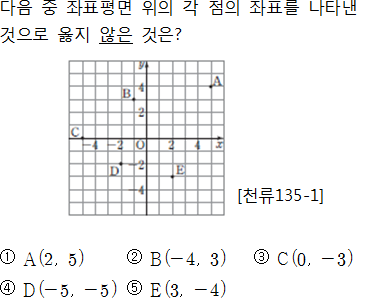 다음 중 좌표평면 위의 각 점의 좌표를 나타낸
것으로 옳지 않은 것은?
y
A
B
4
2
C
-4 -2 O 2 4 x
D
-2
E
-4
[천류135-1]
① A(2, 5) ② B(-4, 3) ③ C(0, -3)
④ D(-5, -5) ⑤ E(3, -4)